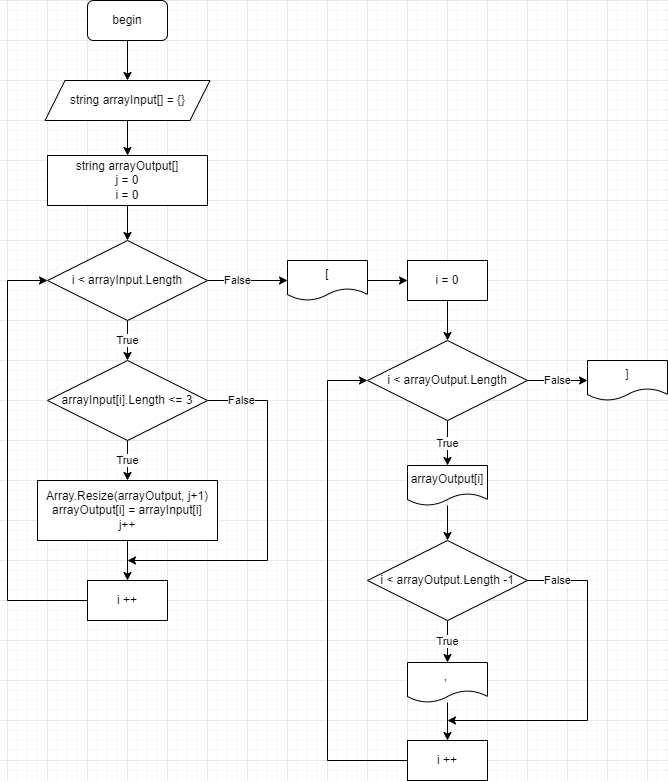 begin
string arrayInput[] = {}
string arrayOutput[]
j = 0
i = 0
i < arrayInput.Length
False
[
i = 0
True
arrayInput[i].Length <= 3
False
i < arrayOutput.Length
False
]
True
True
Array.Resize(arrayOutput, j+1)
arrayOutput[i] = arrayInput[i]
j++
arrayOutput[i]
i ++
i < arrayOutput.Length -1
False
True
,
i ++